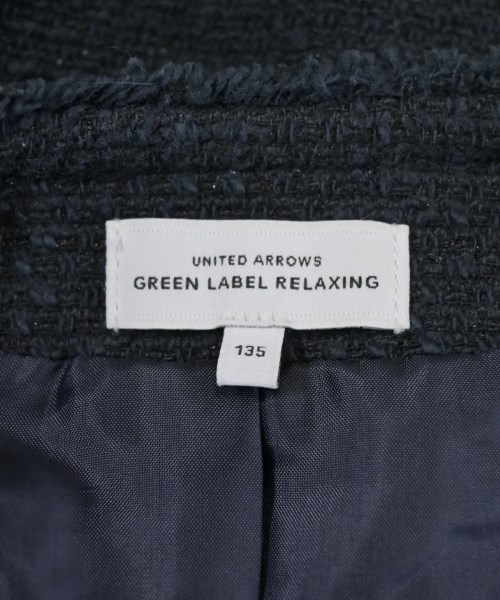 UNITED ARROWS
GREEN LABEL RELAXING
135